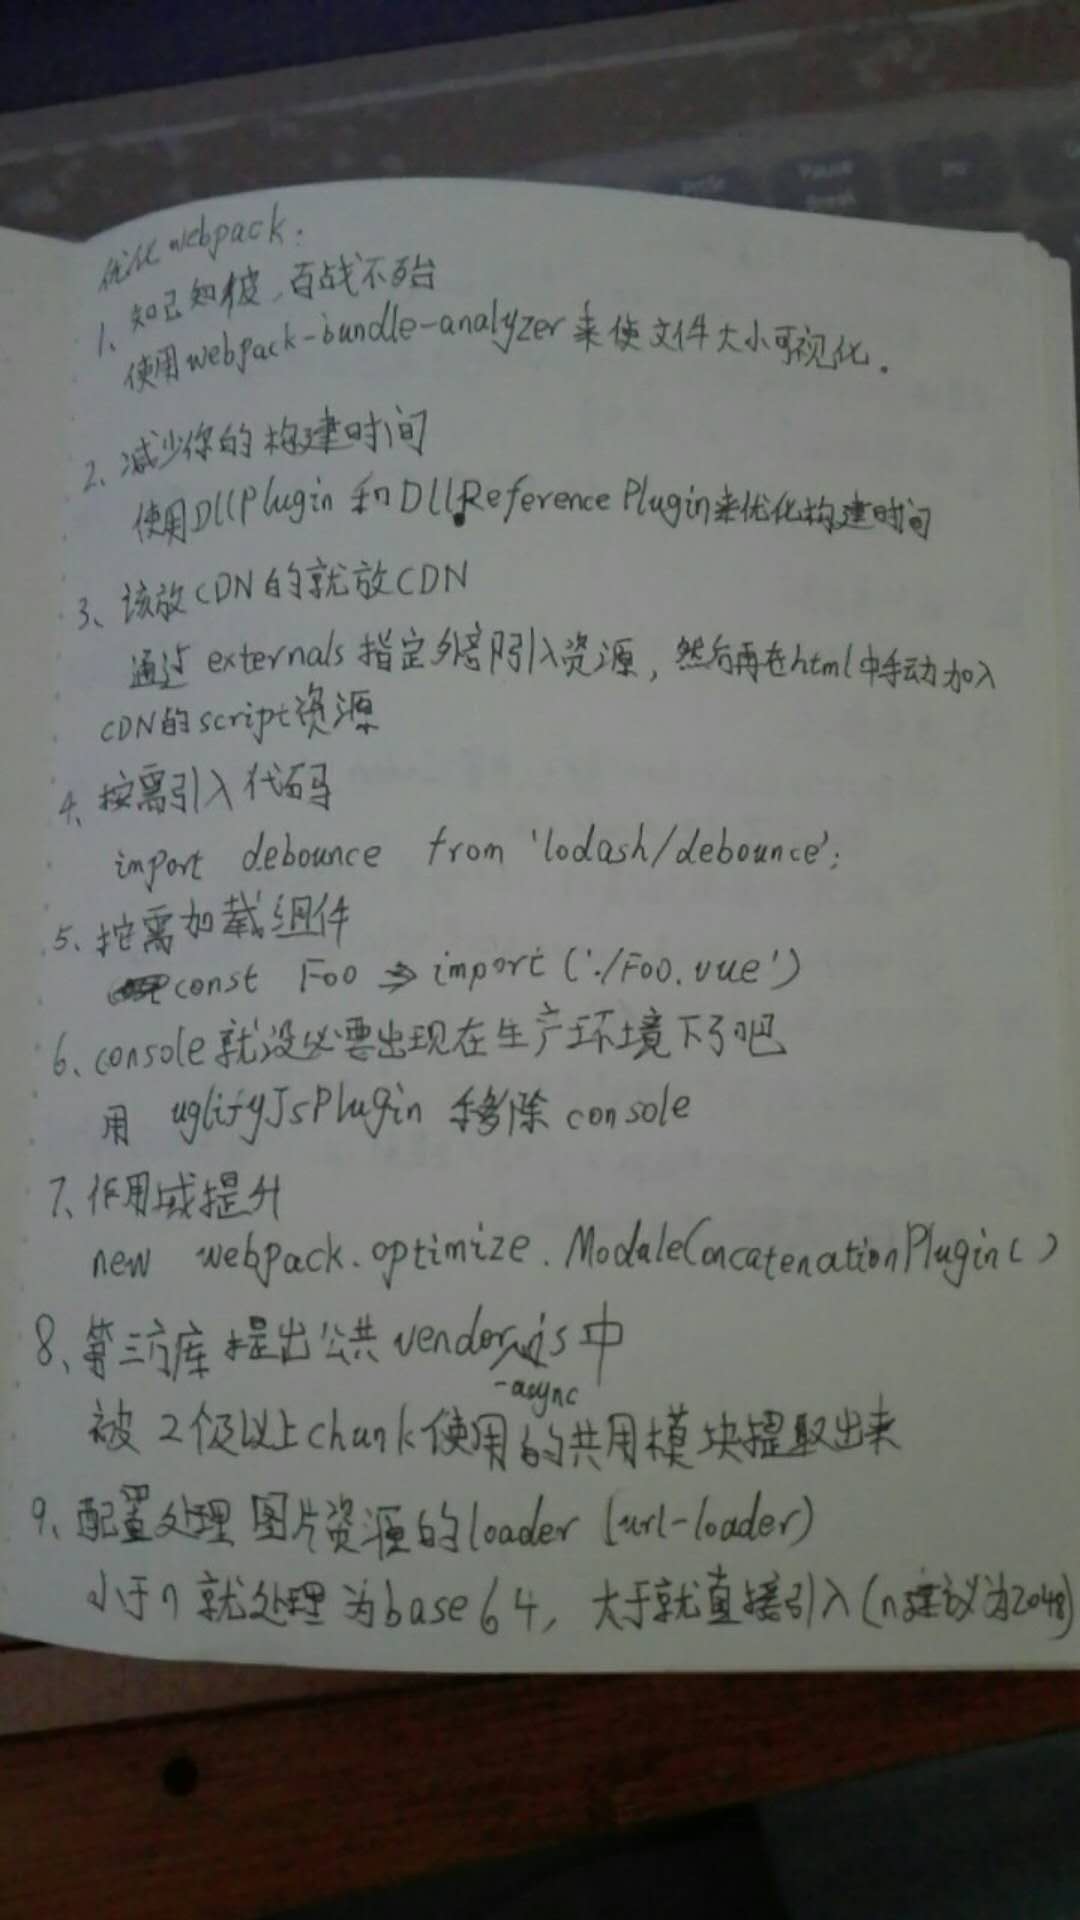 优化webpack:
1、知己知彼,百战不殆
使用webpack-bundle-analyzer来使文件大小可视化。
2、减少你的构建时间
使用DllPlugin 和DllReferencePlugin来优化构建时间
3、该放CDN的就放CDN
通过 externals 指定外部引入资源,然后再在html中手动加入
CDN的script资源
4、按需引入代码
import debounce from 'lodash/debounce';
5、按需加载组件
const Foo => import('./Foo.vue')
6、console就没必要出现在生产环境下了吧
用 uglifyJsPlugin 移除console
7、作用域提升
new webpack.optimize.ModuleConcatenationPlugin()
8、第三方库提出公共vendor.js中
-async
被2个及以上chunk使用的共用模块提取出来
9、配置处理图片资源的loader (url-loader)
小于n就处理为base64,大于就直接引入(n建议为2048)